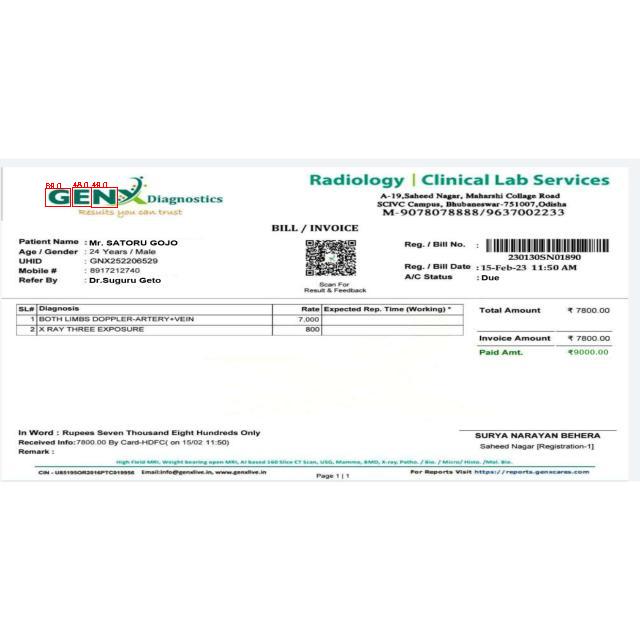 GENX Diagnostics
Results you can trust
Radiology | Clinical Lab Services
A-19,Saheed Nagar, Maharshi Collage Road
SCIVC Campus, Bhubaneswar-751007,Odisha
M-9078078888/9637002233
BILL / INVOICE
Patient Name : Mr. SATORU GOJO
Age / Gender : 24 Years / Male
UHID : GNX252206529
Mobile # : 8917212740
Refer By : Dr.Suguru Geto
Scan For
Result & Feedback
Reg. / Bill No. :
230130SN01890
Reg. / Bill Date : 15-Feb-23 11:50 AM
A/C Status : Due
SL# Diagnosis Rate Expected Rep. Time (Working) *
1 BOTH LIMBS DOPPLER-ARTERY+VEIN 7,000
2 X RAY THREE EXPOSURE 800
Total Amount ₹ 7800.00
Invoice Amount ₹ 7800.00
Paid Amt. ₹9000.00
In Word : Rupees Seven Thousand Eight Hundreds Only
Received Info:7800.00 By Card-HDFC( on 15/02 11:50)
Remark :
SURYA NARAYAN BEHERA
Saheed Nagar [Registration-1]
High Field MRI, Weight bearing open MRI, AI based 160 Slice CT Scan, USG, Mammo, BMD, X-ray, Patho. / Bio. / Micro/ Histo. /Mol. Bio.
CIN - U85195OR2016PTC019956 Email:info@genxlive.in, www.genxlive.in
For Reports Visit https://reports.genxcares.com
Page 1 | 1